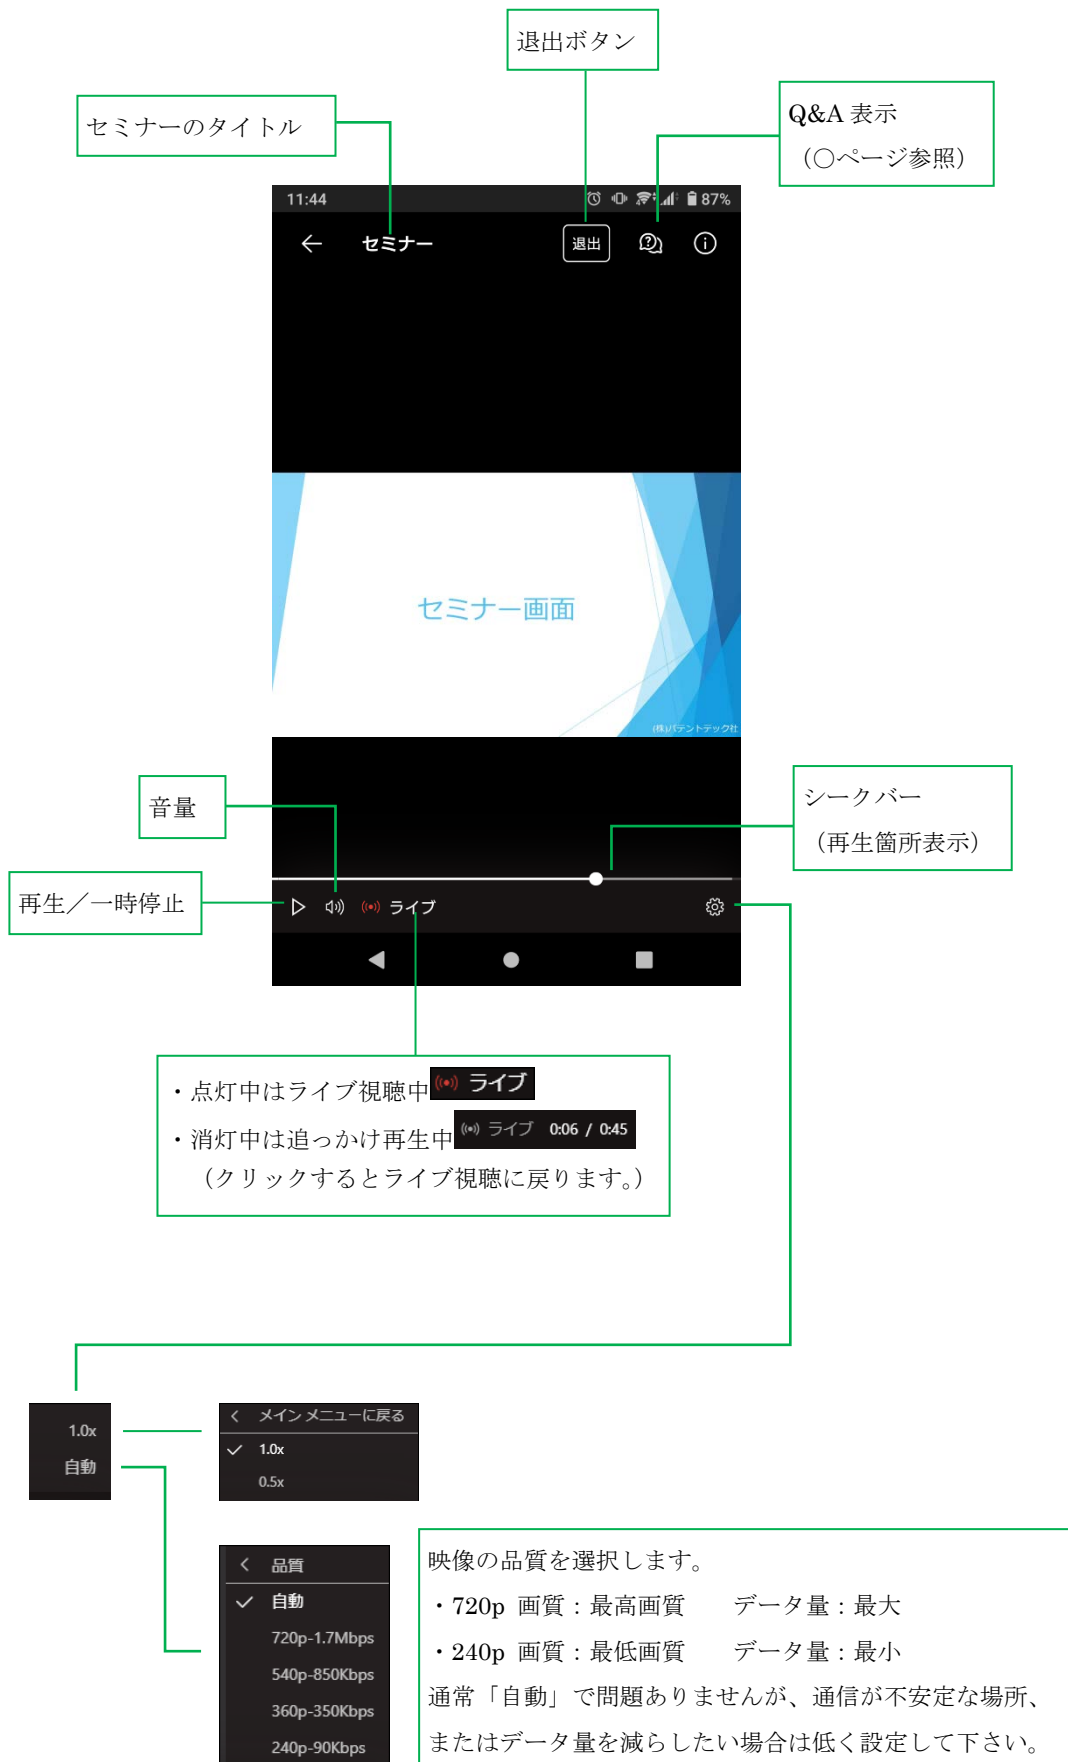 退出ボタン
セミナーのタイトル
Q&A 表示
（○ページ参照）
11:44
87%
セミナー
退出
セミナー画面
(株)パテントテック社
音量
シークバー
（再生箇所表示）
再生／一時停止
ライブ
・点灯中はライブ視聴中 ライブ
・消灯中は追っかけ再生中 ライブ 0:06 / 0:45
（クリックするとライブ視聴に戻ります。）
1.0x
自動
メイン メニューに戻る
1.0x
0.5x
品質
自動
720p-1.7Mbps
540p-850Kbps
360p-350Kbps
240p-90Kbps
映像の品質を選択します。
・720p 画質：最高画質　　データ量：最大
・240p 画質：最低画質　　データ量：最小
通常「自動」で問題ありませんが、通信が不安定な場所、
またはデータ量を減らしたい場合は低く設定して下さい。